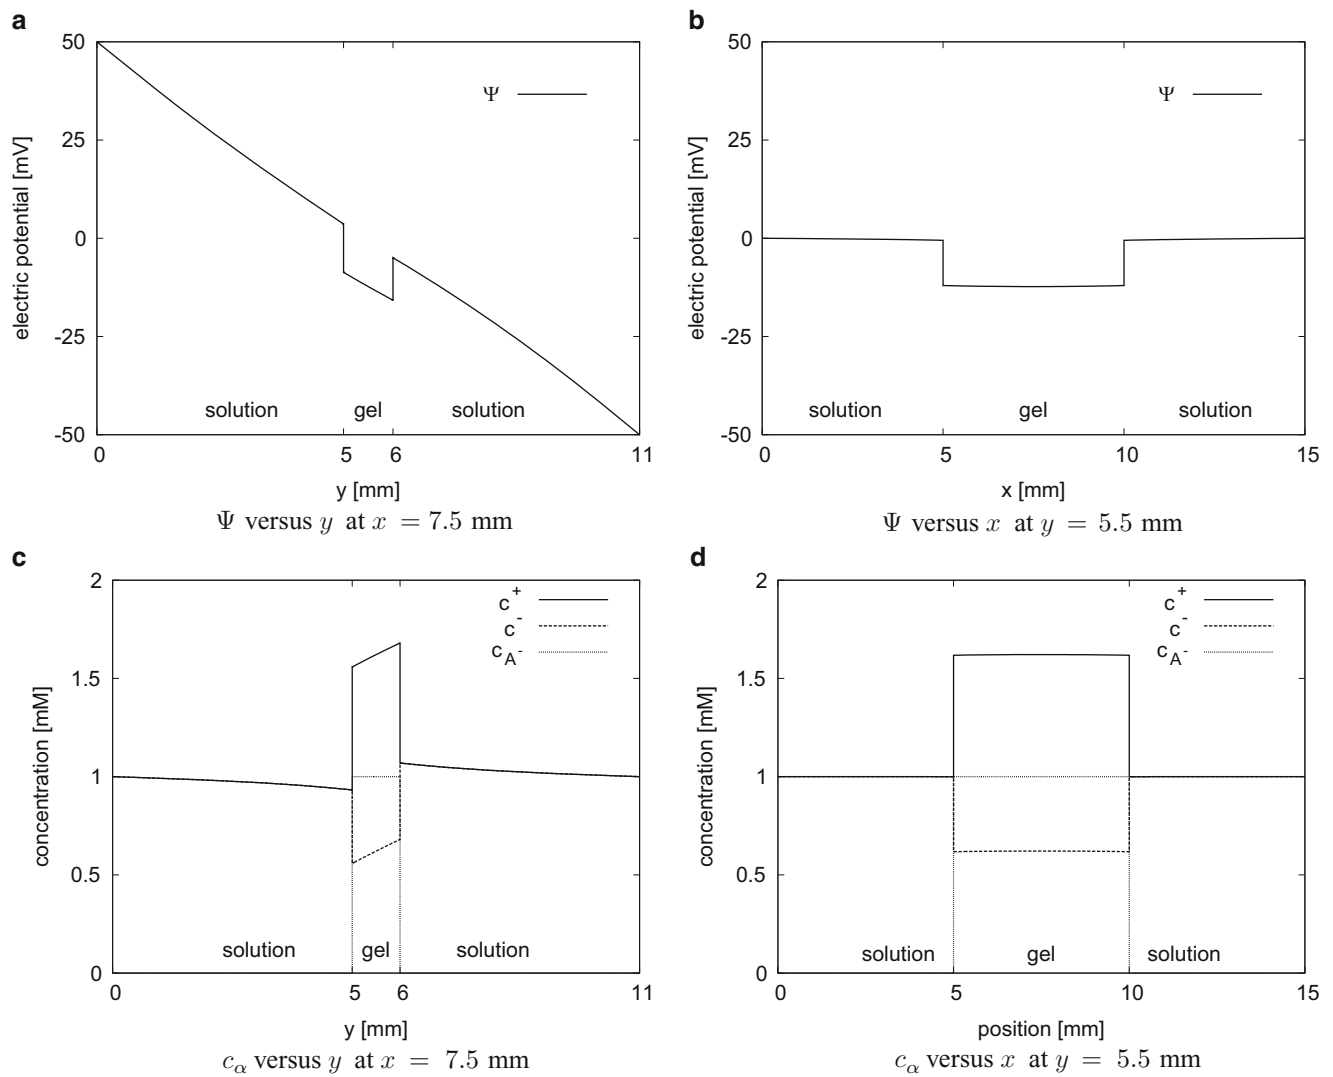 a
50
25
0
-25
-50
electric potential [mV]
Ψ
solution gel solution
0 5 6 11
y [mm]
Ψ versus y at x = 7.5 mm
b
50
25
0
-25
-50
electric potential [mV]
Ψ
solution gel solution
0 5 10 15
x [mm]
Ψ versus x at y = 5.5 mm
c
2
1.5
1
0.5
0
concentration [mM]
c+
c-
cA-
solution gel solution
0 5 6 11
y [mm]
cα versus y at x = 7.5 mm
d
2
1.5
1
0.5
0
concentration [mM]
c+
c-
cA-
solution gel solution
0 5 10 15
position [mm]
cα versus x at y = 5.5 mm